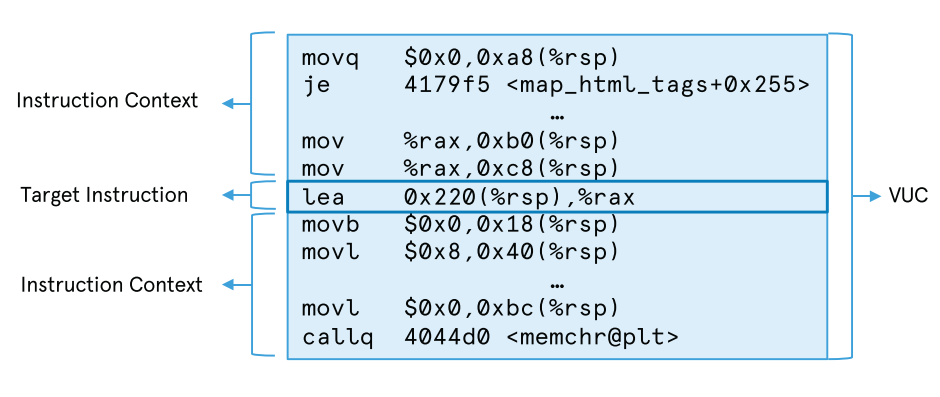 movq $0x0,0xa8(%rsp)
je 4179f5 <map_html_tags+0x255>
Instruction Context
…
mov %rax,0xb0(%rsp)
mov %rax,0xc8(%rsp)
Target Instruction
lea 0x220(%rsp),%rax
VUC
movb $0x0,0x18(%rsp)
movl $0x8,0x40(%rsp)
Instruction Context
…
movl $0x0,0xbc(%rsp)
callq 4044d0 <memchr@plt>